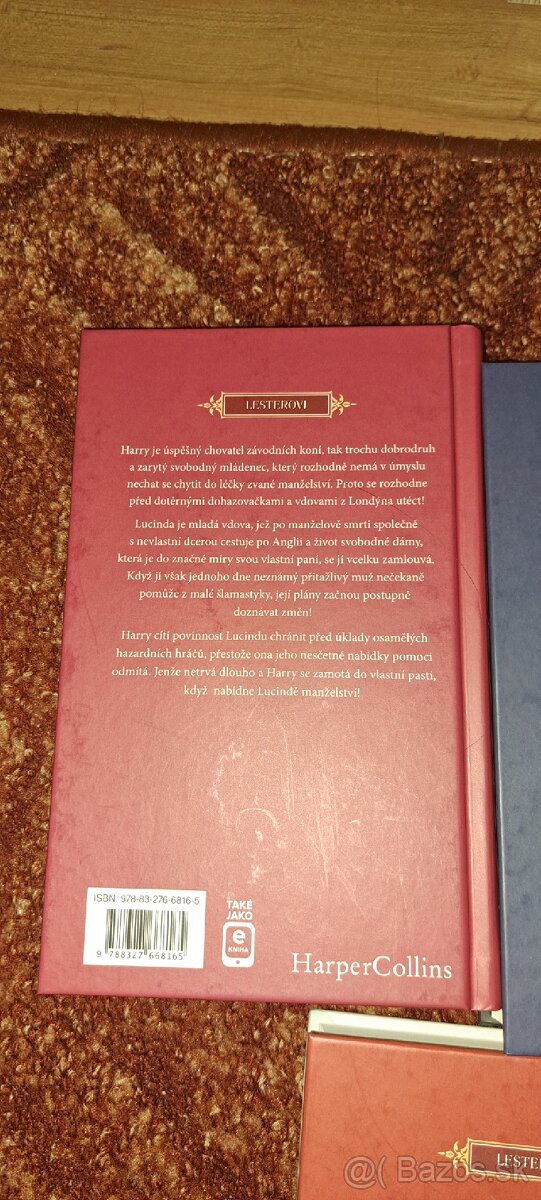 LESTEROVI
Harry je úspěšný chovatel závodních koní, tak trochu dobrodruh
a zarytý svobodný mládenec, který rozhodně nemá v úmyslu
nechat se chytit do léčky zvané manželství. Proto se rozhodne
před dotěrnými dohazovačkami a vdovami z Londýna utéct!
Lucinda je mladá vdova, jež po manželově smrti společně
s nevlastní dcerou cestuje po Anglii a život svobodné dámy,
která je do značné míry svou vlastní paní, se jí vcelku zamlouvá.
Když jí však jednoho dne neznámý přitažlivý muž nečekaně
pomůže z malé šlamastyky, její plány začnou postupně
doznávat změn!
Harry cítí povinnost Lucindu chránit před úklady osamělých
hazardních hráčů, přestože ona jeho nesčetné nabídky pomoci
odmítá. Jenže netrvá dlouho a Harry se zamotá do vlastní pasti,
když nabídne Lucindě manželství!
ISBN: 978-83-276-6816-5
9 788327 668165
TAKÉ
JAKO
e
KNIHA
HarperCollins
LESTER
@ Bazos.sk